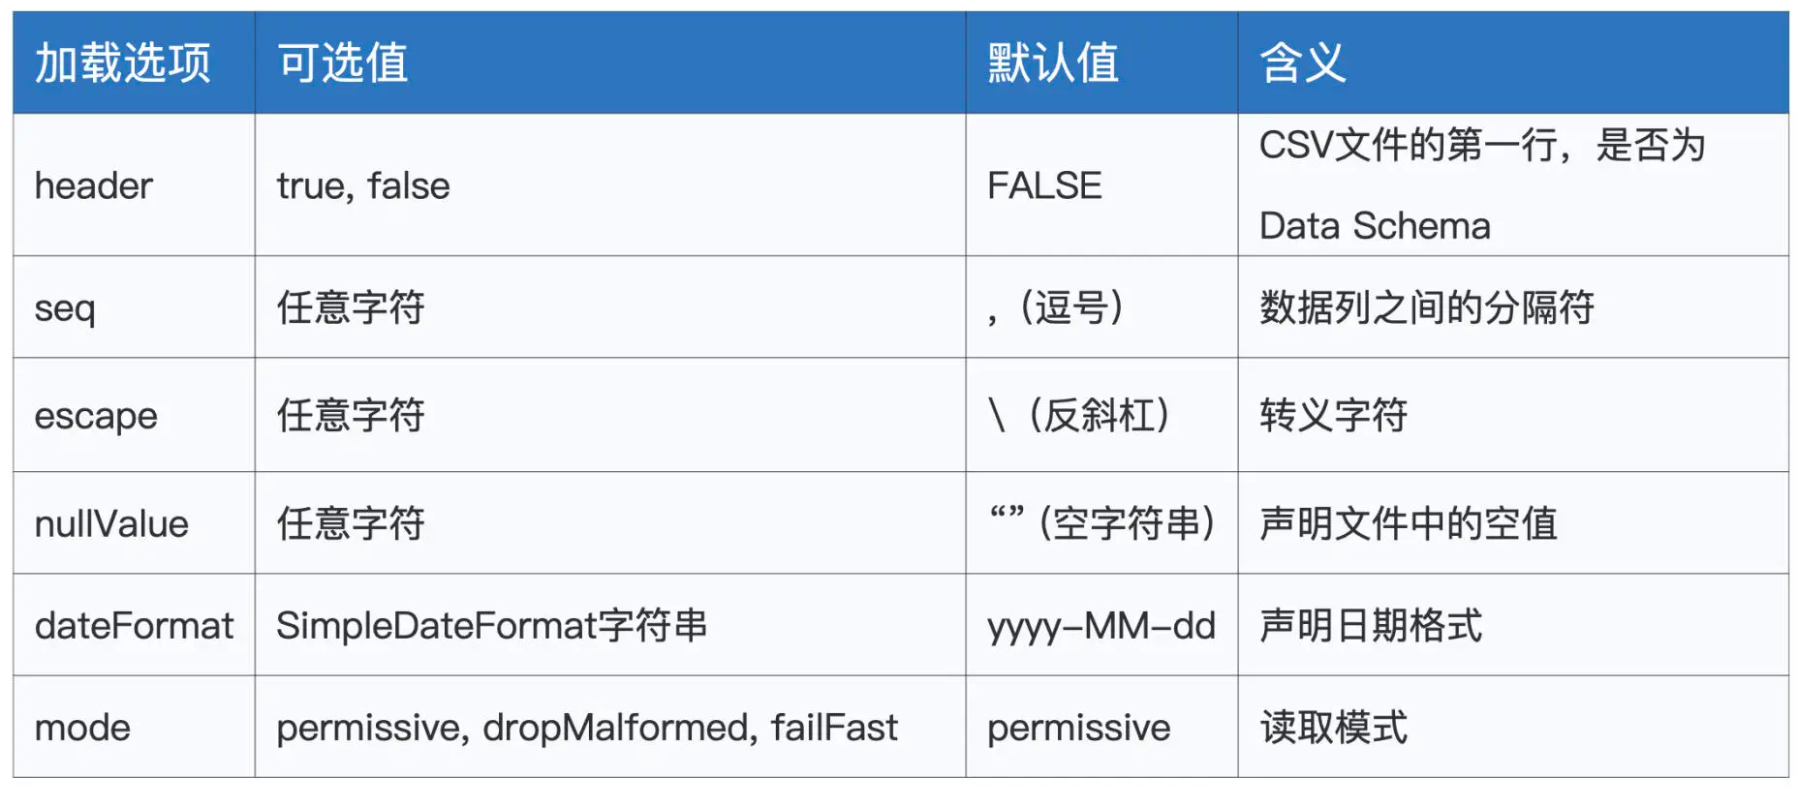 加载选项 可选值 默认值 含义
header true, false FALSE CSV文件的第一行，是否为
Data Schema
seq 任意字符 ,（逗号） 数据列之间的分隔符
escape 任意字符 \（反斜杠） 转义字符
nullValue 任意字符 “”（空字符串） 声明文件中的空值
dateFormat SimpleDateFormat字符串 yyyy-MM-dd 声明日期格式
mode permissive, dropMalformed, failFast permissive 读取模式